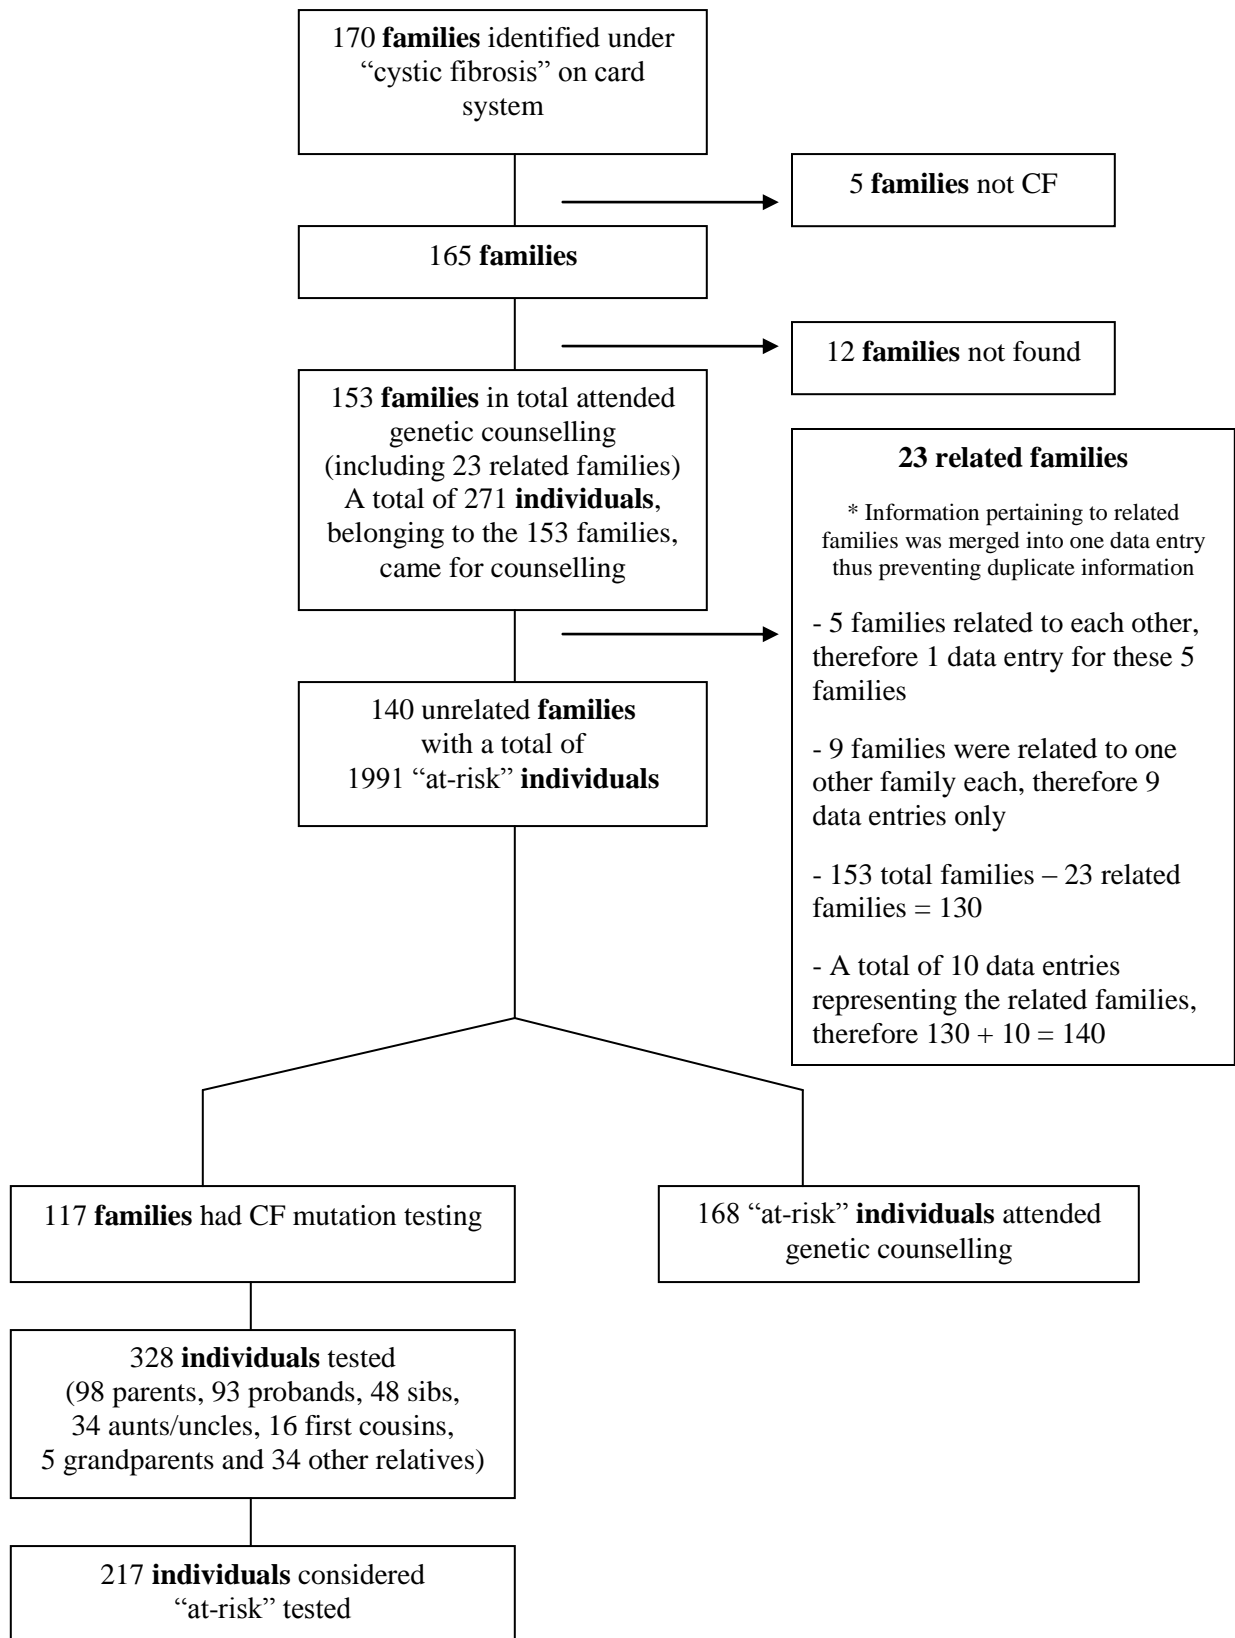 170 families identified under
“cystic fibrosis” on card
system
5 families not CF
165 families
12 families not found
153 families in total attended
genetic counselling
(including 23 related families)
A total of 271 individuals,
belonging to the 153 families,
came for counselling
23 related families
* Information pertaining to related
families was merged into one data entry
thus preventing duplicate information
- 5 families related to each other,
therefore 1 data entry for these 5
families
- 9 families were related to one
other family each, therefore 9
data entries only
- 153 total families – 23 related
families = 130
- A total of 10 data entries
representing the related families,
therefore 130 + 10 = 140
140 unrelated families
with a total of
1991 “at-risk” individuals
117 families had CF mutation testing
168 “at-risk” individuals attended
genetic counselling
328 individuals tested
(98 parents, 93 probands, 48 sibs,
34 aunts/uncles, 16 first cousins,
5 grandparents and 34 other relatives)
217 individuals considered
“at-risk” tested